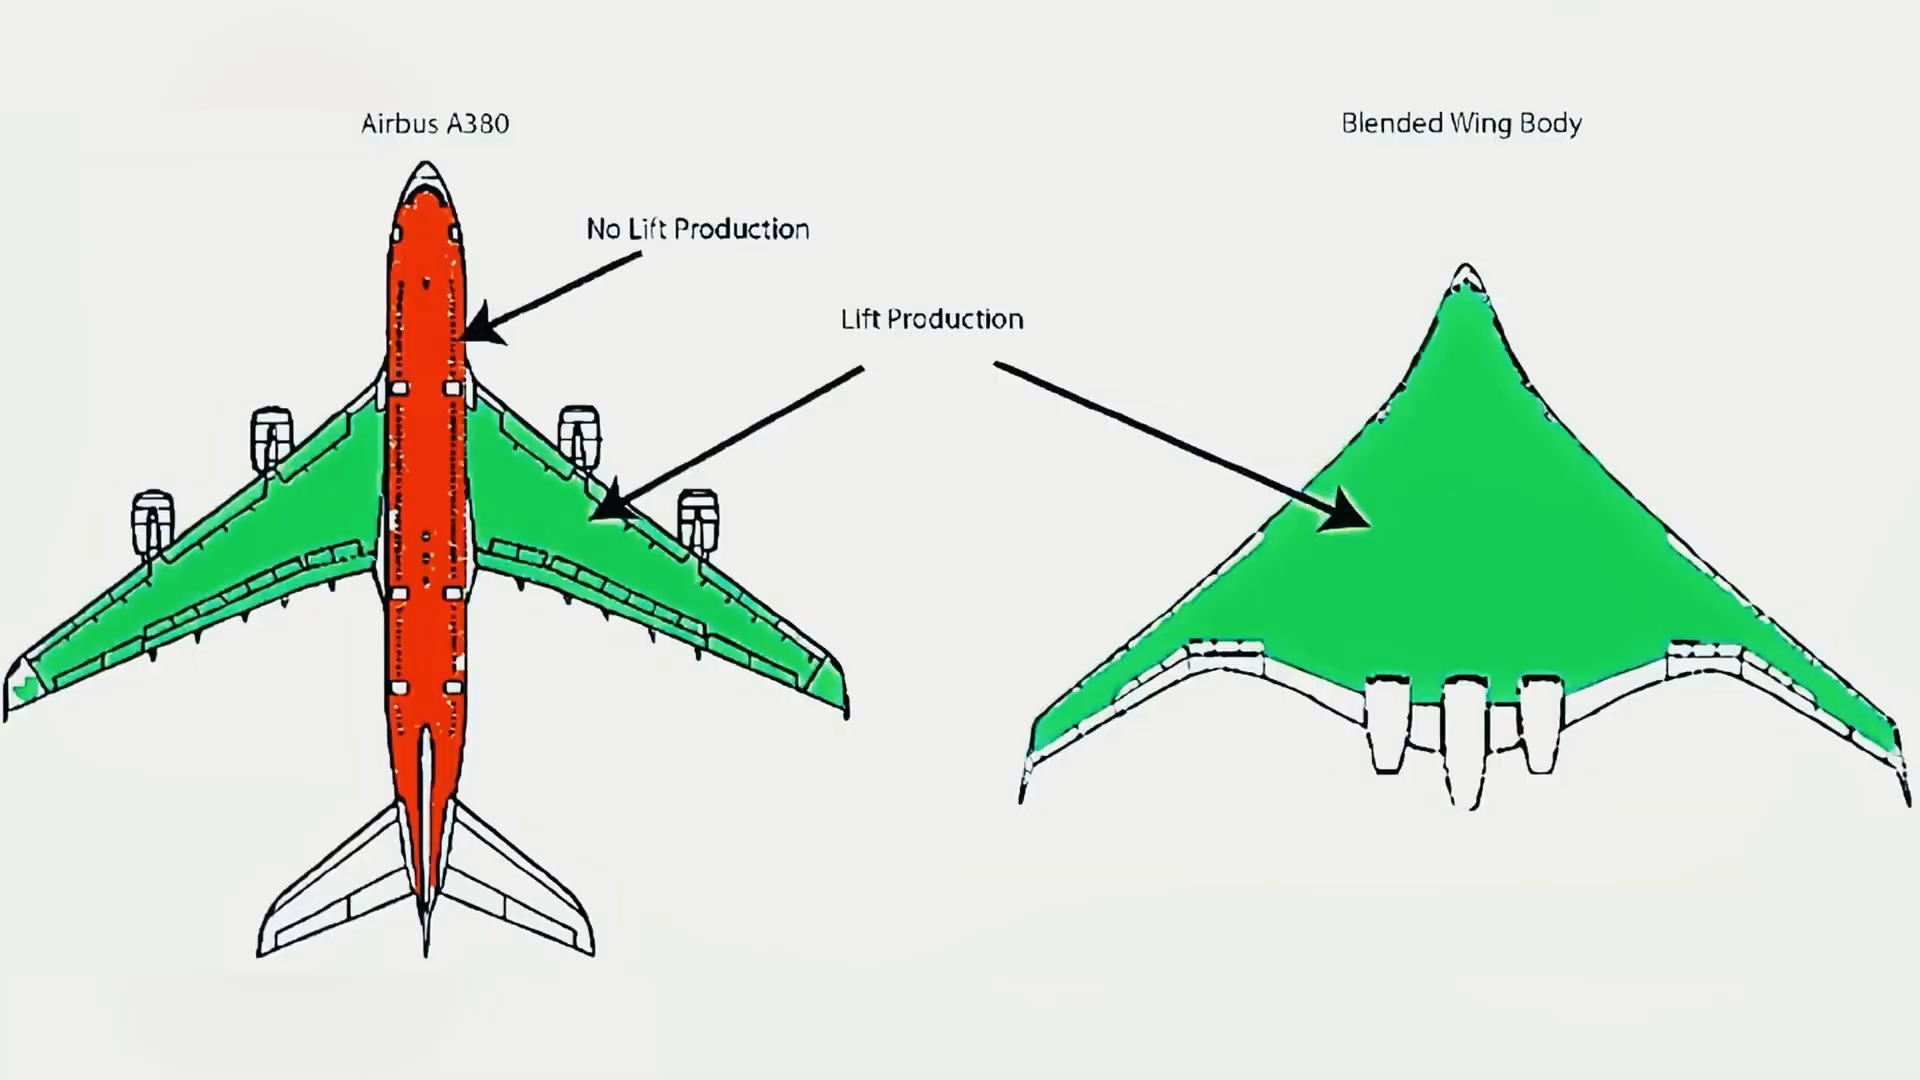 Airbus A380
Blended Wing Body
No Lift Production
Lift Production